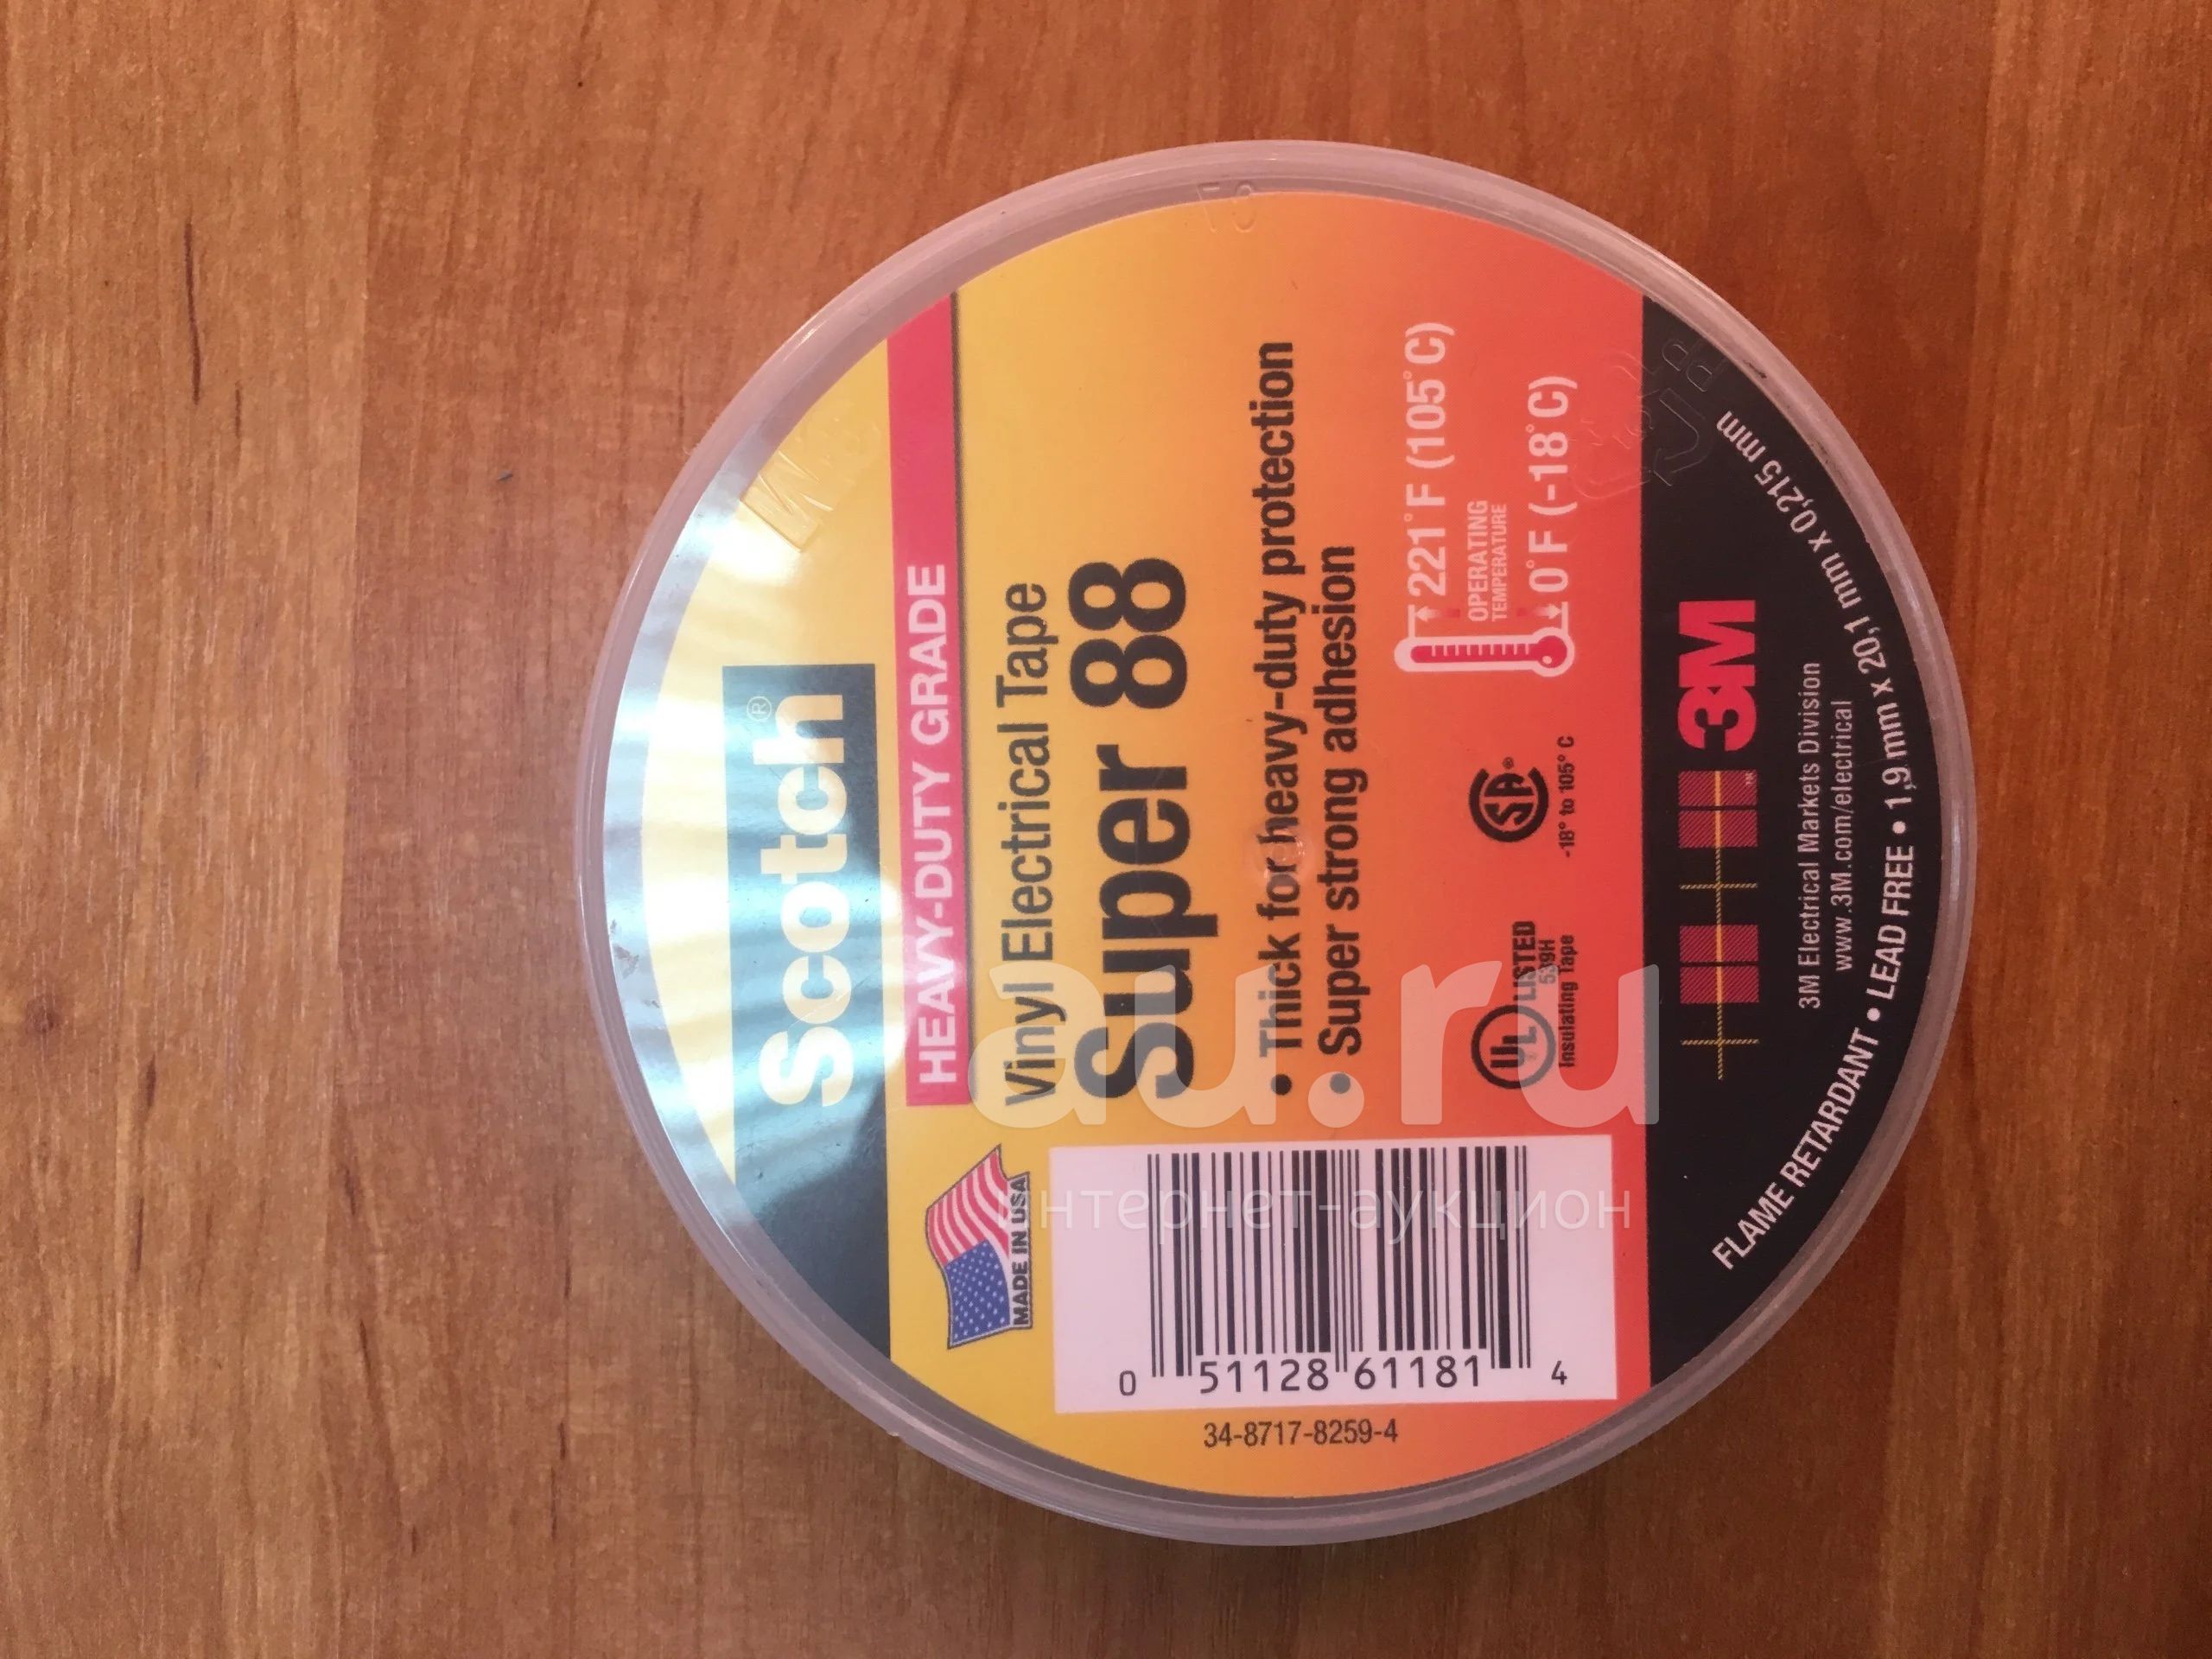 Scotch®
HEAVY-DUTY GRADE
Vinyl Electrical Tape
Super 88
• Thick for heavy-duty protection
• Super strong adhesion
221°F (105°C)
OPERATING
TEMPERATURE
0°F (-18°C)
UL LISTED
539H
Insulating Tape
SA®
-18° to 105° C
MADE IN USA
0 51128 61181 4
34-8717-8259-4
3M
3M Electrical Markets Division
www.3M.com/electrical
FLAME RETARDANT • LEAD FREE • 1,9 mm x 20,1 mm x 0,215 mm
PP
au.ru
интернет-аукцион